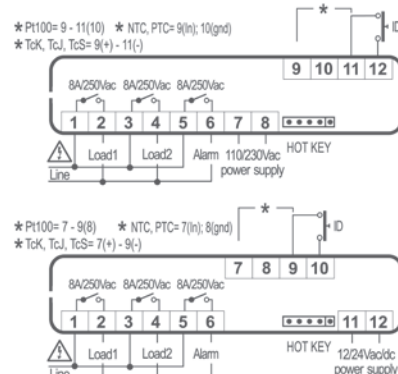 * Pt100= 9 - 11(10) * NTC, PTC= 9(In); 10(gnd)
* TcK, TcJ, TcS= 9(+) - 11(-)
*
ID
9 10 11 12
8A/250Vac 8A/250Vac 8A/250Vac
1 2 3 4 5 6 7 8
Load1 Load2 Alarm 110/230Vac power supply
HOT KEY
Line
* Pt100= 7 - 9(8) * NTC, PTC= 7(In); 8(gnd)
* TcK, TcJ, TcS= 7(+) - 9(-)
*
ID
7 8 9 10
8A/250Vac 8A/250Vac 8A/250Vac
1 2 3 4 5 6 11 12
Load1 Load2 Alarm HOT KEY 12/24Vac/dc
Line power supply